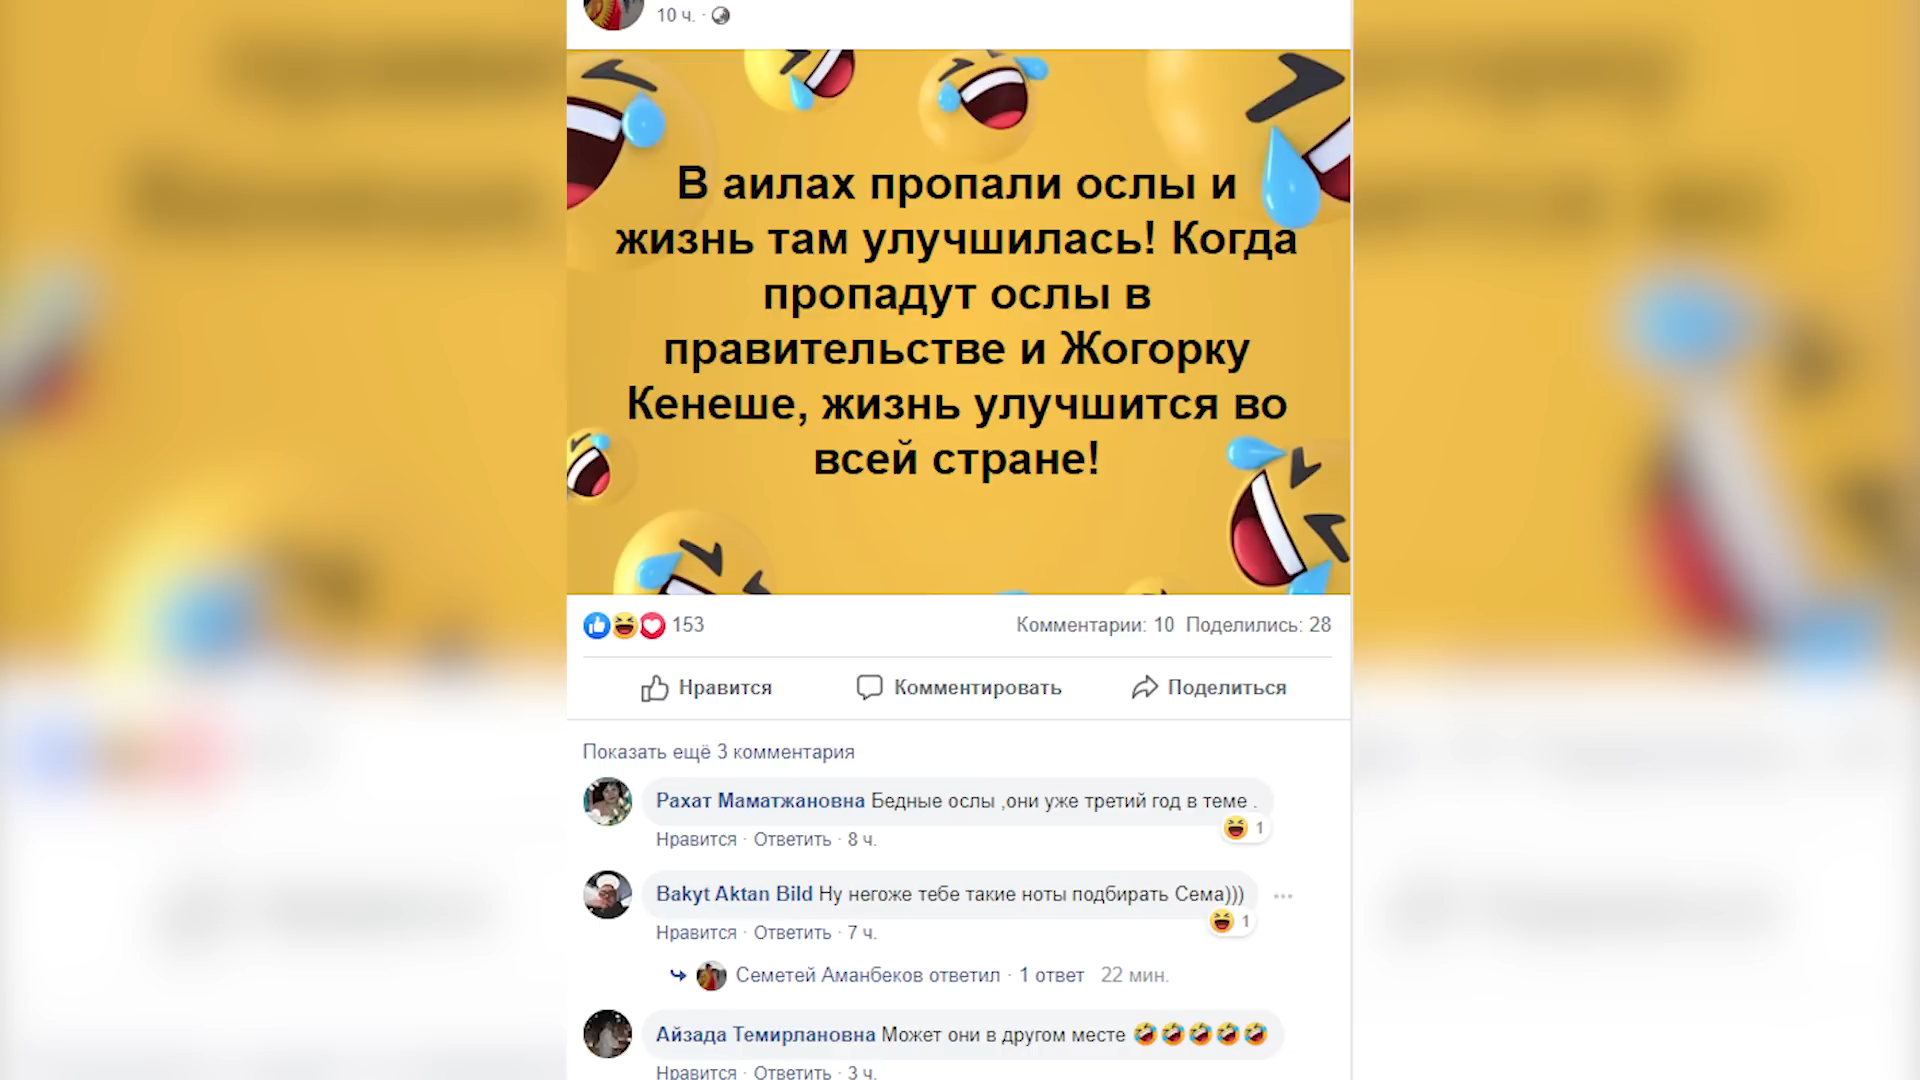 10 ч. ·
В аилах пропали ослы и
жизнь там улучшилась! Когда
пропадут ослы в
правительстве и Жогорку
Кенеше, жизнь улучшится во
всей стране!
153 Комментарии: 10 Поделились: 28
Нравится Комментировать Поделиться
Показать ещё 3 комментария
Рахат Маматжановна Бедные ослы ,они уже третий год в теме .
1
Нравится · Ответить · 8 ч.
Bakyt Aktan Bild Ну негоже тебе такие ноты подбирать Сема)))
1
Нравится · Ответить · 7 ч.
Семетей Аманбеков ответил · 1 ответ 22 мин.
Айзада Темирлановна Может они в другом месте 🤣🤣🤣🤣🤣
Нравится · Ответить · 3 ч.